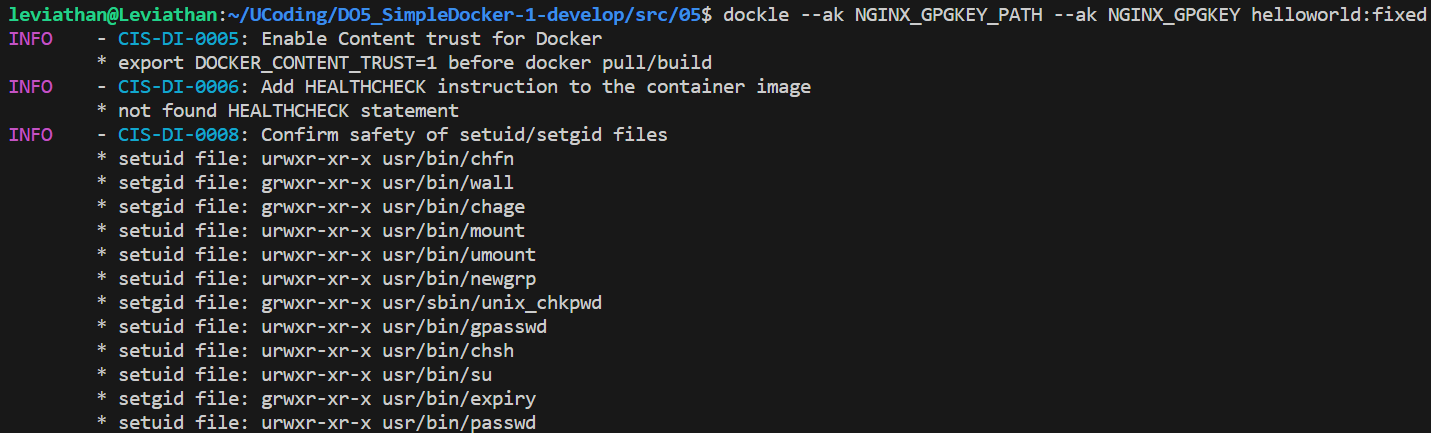 leviathan@Leviathan:~/UCoding/DO5_SimpleDocker-1-develop/src/05$ dockle --ak NGINX_GPGKEY_PATH --ak NGINX_GPGKEY helloworld:fixed
INFO    - CIS-DI-0005: Enable Content trust for Docker
        * export DOCKER_CONTENT_TRUST=1 before docker pull/build
INFO    - CIS-DI-0006: Add HEALTHCHECK instruction to the container image
        * not found HEALTHCHECK statement
INFO    - CIS-DI-0008: Confirm safety of setuid/setgid files
        * setuid file: urwxr-xr-x usr/bin/chfn
        * setgid file: grwxr-xr-x usr/bin/wall
        * setgid file: grwxr-xr-x usr/bin/chage
        * setuid file: urwxr-xr-x usr/bin/mount
        * setuid file: urwxr-xr-x usr/bin/umount
        * setuid file: urwxr-xr-x usr/bin/newgrp
        * setgid file: grwxr-xr-x usr/sbin/unix_chkpwd
        * setuid file: urwxr-xr-x usr/bin/gpasswd
        * setuid file: urwxr-xr-x usr/bin/chsh
        * setuid file: urwxr-xr-x usr/bin/su
        * setgid file: grwxr-xr-x usr/bin/expiry
        * setuid file: urwxr-xr-x usr/bin/passwd